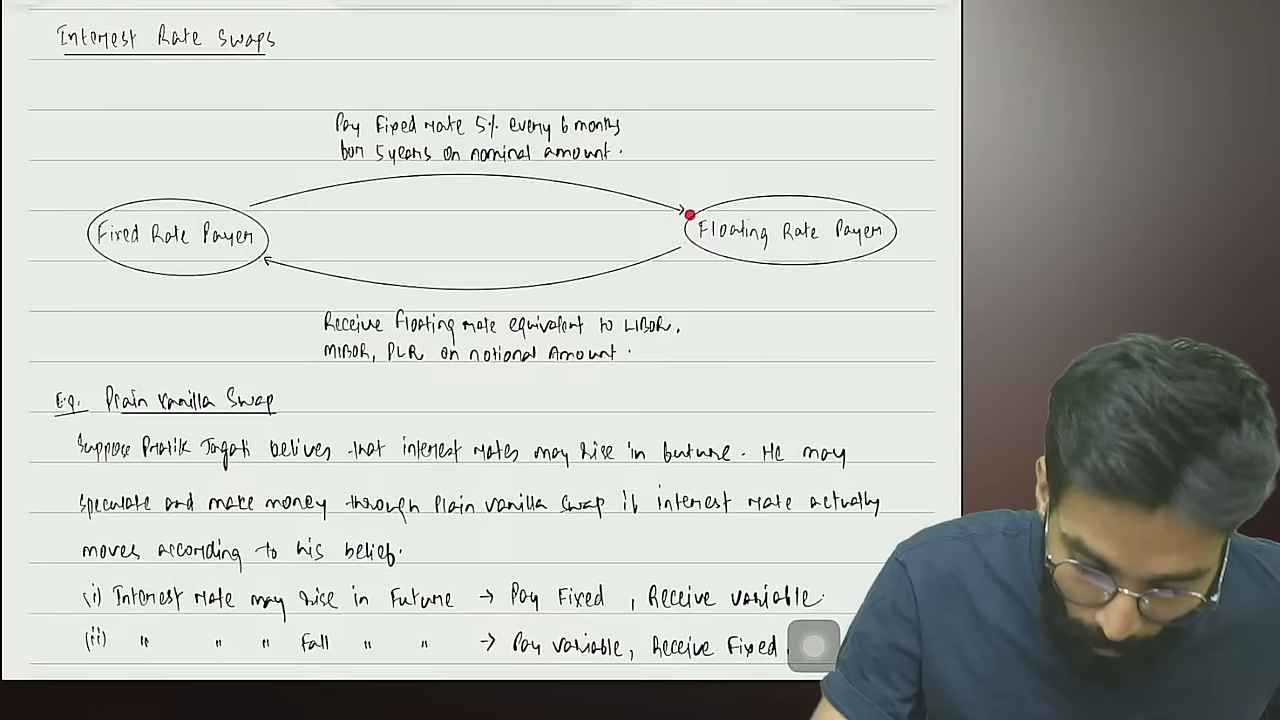 Interest Rate Swaps
Pay Fixed rate 5% every 6 months
for 5 years on nominal amount.
Fixed Rate Payer
Floating Rate Payer
Receive floating rate equivalent to LIBOR,
MIBOR, PLR on notional Amount.
E.g. Plain Vanilla Swap
Suppose Pratik Jagati belives that interest rates may rise in future. He may
speculate and make money through Plain vanilla swap if interest rate actually
moves according to his belief.
(i) Interest Rate may rise in Future → Pay Fixed, Receive variable.
(ii) " " " Fall " " → Pay variable, Receive Fixed.